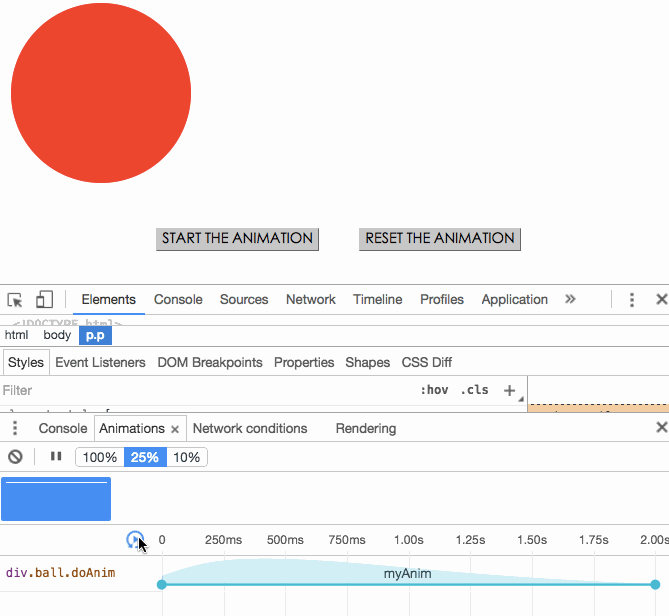 START THE ANIMATION RESET THE ANIMATION
Elements Console Sources Network Timeline Profiles Application »
<!DOCTYPE html>
html body p.p
Styles Event Listeners DOM Breakpoints Properties Shapes CSS Diff
Filter :hov .cls +
Console Animations × Network conditions Rendering
100% 25% 10%
0 250ms 500ms 750ms 1.00s 1.25s 1.50s 1.75s 2.00s
div.ball.doAnim myAnim